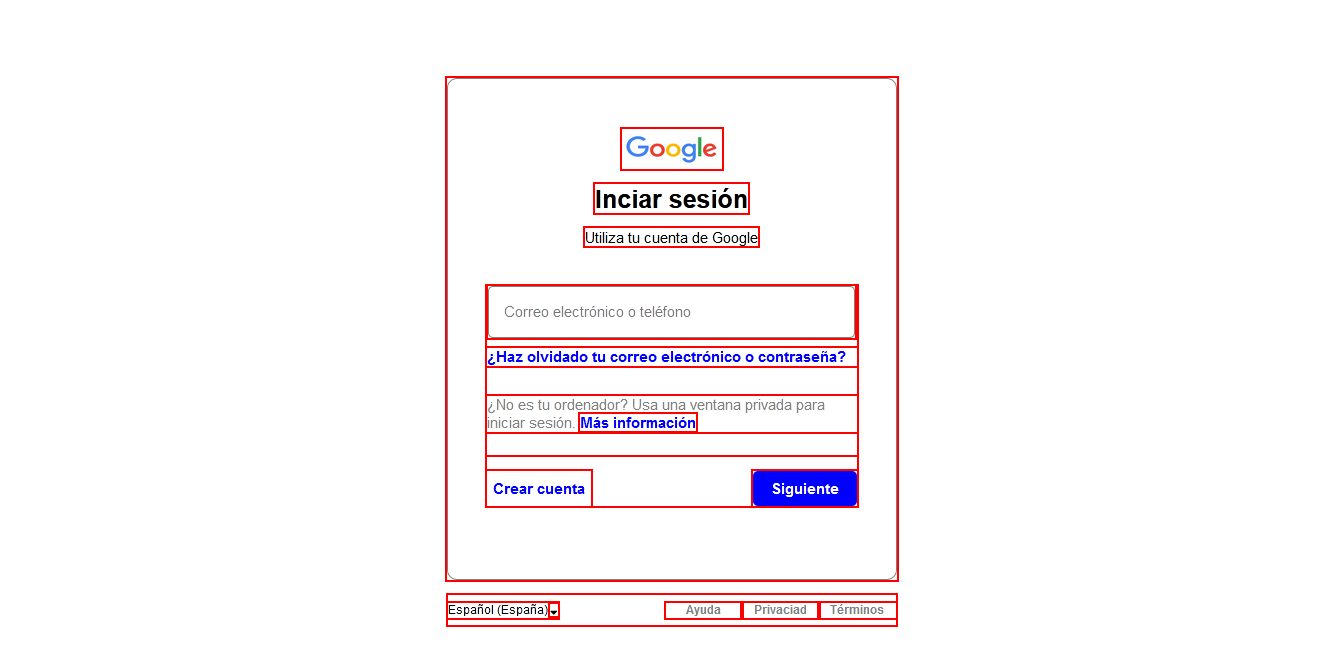 Google
Inciar sesión
Utiliza tu cuenta de Google
Correo electrónico o teléfono
¿Haz olvidado tu correo electrónico o contraseña?
¿No es tu ordenador? Usa una ventana privada para
iniciar sesión. Más información
Crear cuenta Siguiente
Español (España) Ayuda Privaciad Términos